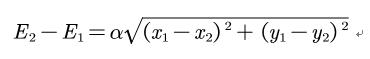 E₂ − E₁ = α√((x₁ − x₂)² + (y₁ − y₂)²) ↵